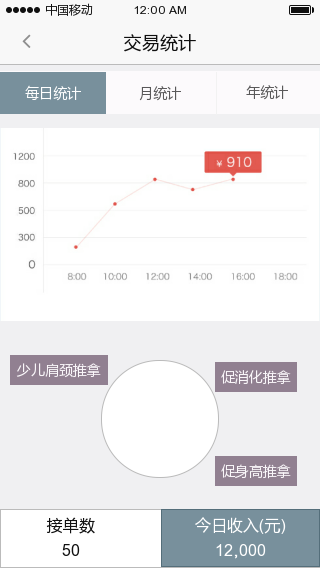 中国移动 12:00 AM
交易统计
每日统计 月统计 年统计
¥ 910
1200
800
500
300
0
8:00 10:00 12:00 14:00 16:00 18:00
少儿肩颈推拿
促消化推拿
促身高推拿
接单数 今日收入(元)
50 12,000